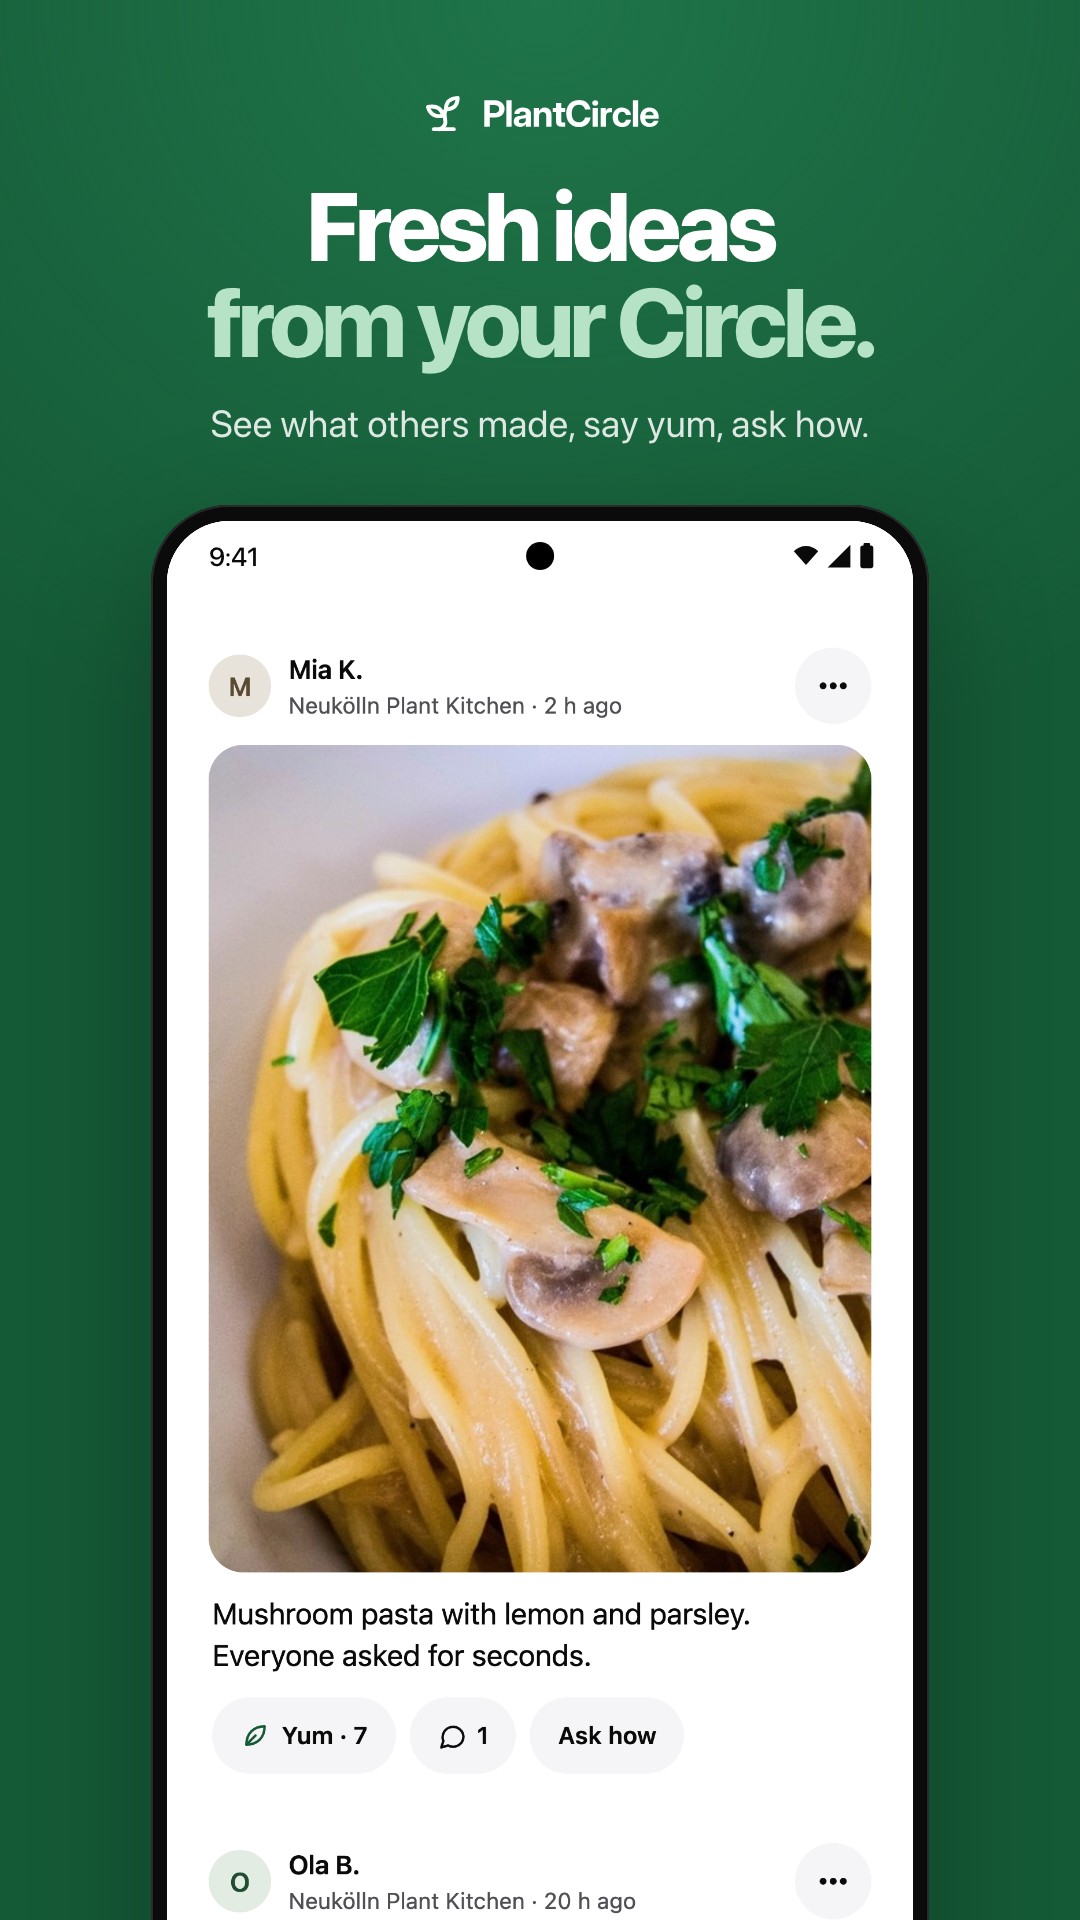 PlantCircle
Fresh ideas
from your Circle.
See what others made, say yum, ask how.
9:41
M
Mia K.
Neukölln Plant Kitchen · 2 h ago
Mushroom pasta with lemon and parsley.
Everyone asked for seconds.
Yum · 7
1
Ask how
O
Ola B.
Neukölln Plant Kitchen · 20 h ago